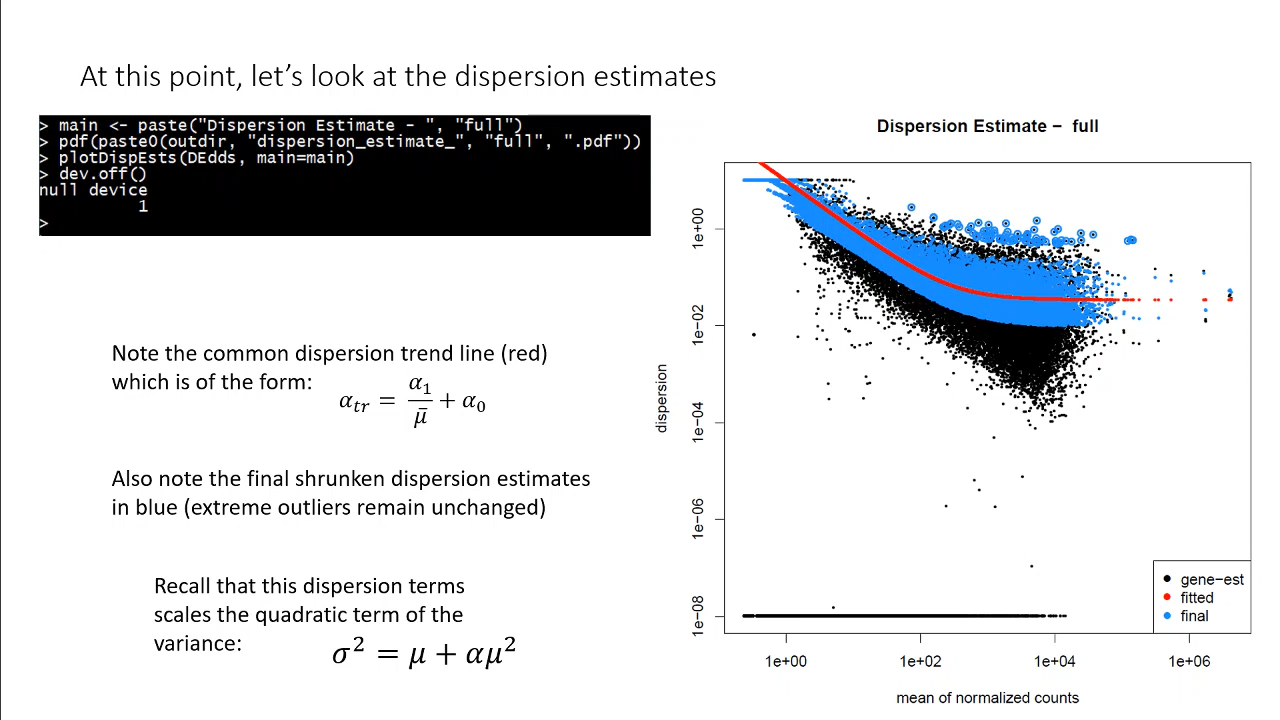 At this point, let's look at the dispersion estimates
> main <- paste("Dispersion Estimate - ", "full")
> pdf(paste0(outdir, "dispersion_estimate_", "full", ".pdf"))
> plotDispEsts(DEdds, main=main)
> dev.off()
null device
1
>
Note the common dispersion trend line (red)
which is of the form:
α_tr = α_1/μ̄ + α_0
Also note the final shrunken dispersion estimates
in blue (extreme outliers remain unchanged)
Recall that this dispersion terms
scales the quadratic term of the
variance:
σ² = μ + αμ²
Dispersion Estimate − full
dispersion
1e+00
1e−02
1e−04
1e−06
1e−08
gene−est
fitted
final
1e+00 1e+02 1e+04 1e+06
mean of normalized counts